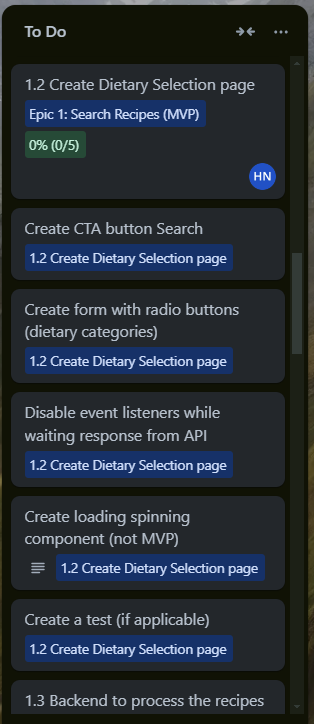 To Do
1.2 Create Dietary Selection page
Epic 1: Search Recipes (MVP)
0% (0/5)
HN
Create CTA button Search
1.2 Create Dietary Selection page
Create form with radio buttons
(dietary categories)
1.2 Create Dietary Selection page
Disable event listeners while
waiting response from API
1.2 Create Dietary Selection page
Create loading spinning
component (not MVP)
1.2 Create Dietary Selection page
Create a test (if applicable)
1.2 Create Dietary Selection page
1.3 Backend to process the recipes